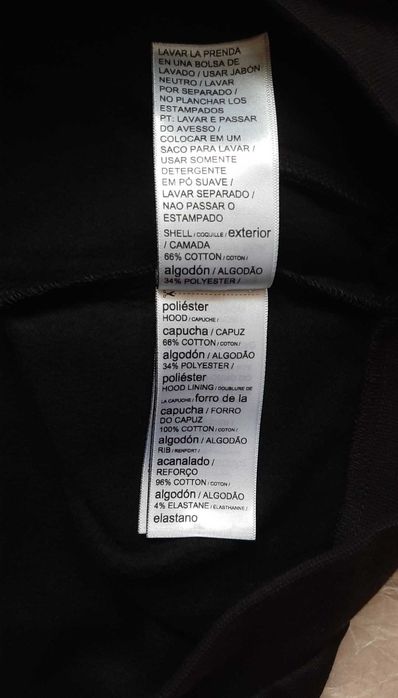 LAVAR LA PRENDA
EN UNA BOLSA DE
LAVADO / USAR JABÓN
NEUTRO / LAVAR
POR SEPARADO /
NO PLANCHAR LOS
ESTAMPADOS
PT: LAVAR E PASSAR
DO AVESSO /
COLOCAR EM UM
SACO PARA LAVAR /
USAR SOMENTE
DETERGENTE
EM PÓ SUAVE /
LAVAR SEPARADO /
NAO PASSAR O
ESTAMPADO
SHELL / COQUILLE / exterior
/ CAMADA
66% COTTON / COTON /
algodón / ALGODÃO
34% POLYESTER /
poliéster
HOOD / CAPUCHE /
capucha / CAPUZ
66% COTTON / COTON /
algodón / ALGODÃO
34% POLYESTER /
poliéster
HOOD LINING / DOUBLURE DE
LA CAPUCHE / forro de la
capucha / FORRO
DO CAPUZ
100% COTTON / COTON /
algodón / ALGODÃO
RIB / RENFORT /
acanalado /
REFORÇO
96% COTTON / COTON /
algodón / ALGODÃO
4% ELASTANE / ÉLASTHANNE /
elastano